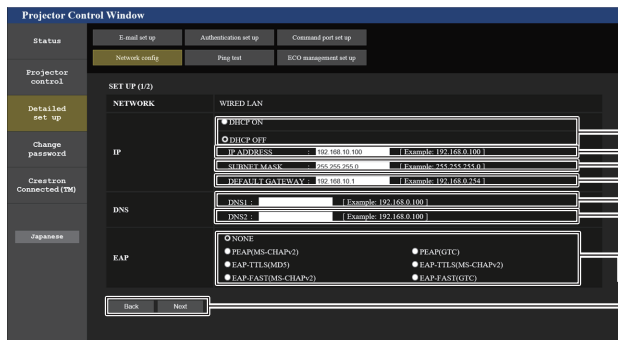 Projector Control Window
Status
Projector control
Detailed set up
Change password
Crestron Connected(TM)
Japanese
E-mail set up
Authentication set up
Command port set up
Network config
Ping test
ECO management set up
SET UP (1/2)
NETWORK WIRED LAN
IP
DHCP ON
DHCP OFF
IP ADDRESS : 192.168.10.100 [ Example: 192.168.0.100 ]
SUBNET MASK : 255.255.255.0 [ Example: 255.255.255.0 ]
DEFAULT GATEWAY : 192.168.10.1 [ Example: 192.168.0.254 ]
DNS
DNS1 : [ Example: 192.168.0.100 ]
DNS2 : [ Example: 192.168.0.100 ]
EAP
NONE
PEAP(MS-CHAPv2) PEAP(GTC)
EAP-TTLS(MD5) EAP-TTLS(MS-CHAPv2)
EAP-FAST(MS-CHAPv2) EAP-FAST(GTC)
Back Next